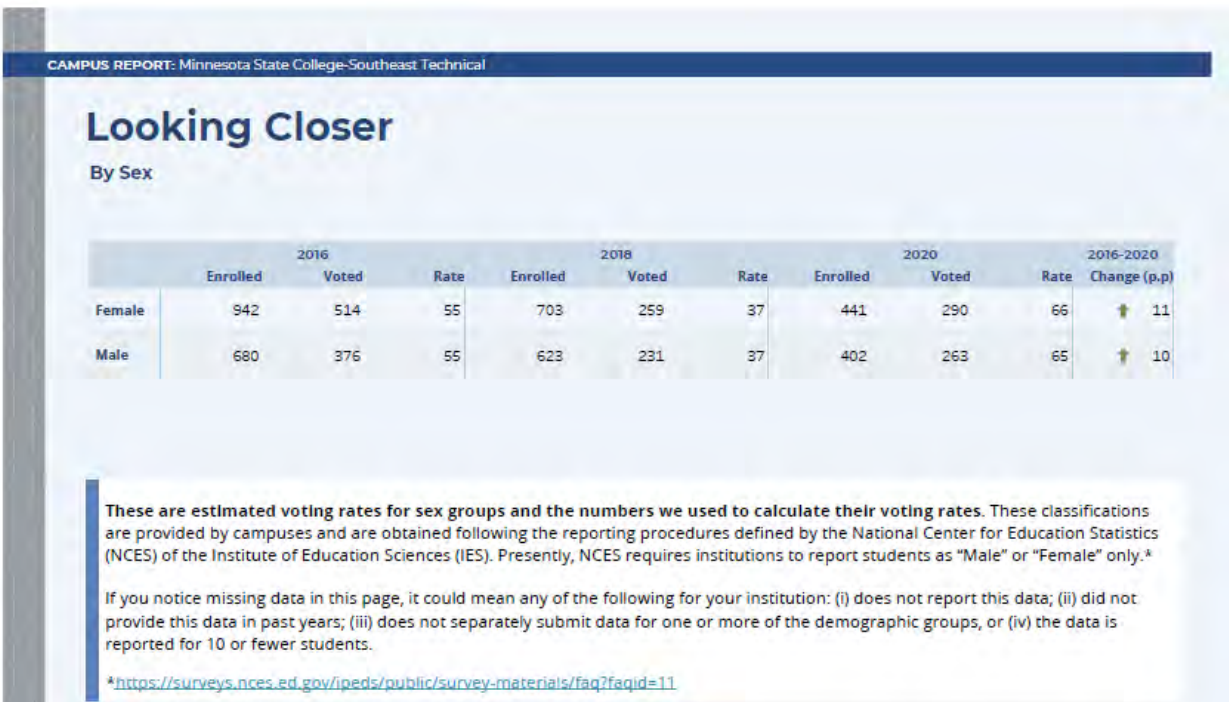 CAMPUS REPORT: Minnesota State College-Southeast Technical
Looking Closer
By Sex
2016 2018 2020 2016-2020
Enrolled Voted Rate Enrolled Voted Rate Enrolled Voted Rate Change (p.p)
Female 942 514 55 703 259 37 441 290 66 11
Male 680 376 55 623 231 37 402 263 65 10
These are estimated voting rates for sex groups and the numbers we used to calculate their voting rates. These classifications
are provided by campuses and are obtained following the reporting procedures defined by the National Center for Education Statistics
(NCES) of the Institute of Education Sciences (IES). Presently, NCES requires institutions to report students as “Male” or “Female” only.*
If you notice missing data in this page, it could mean any of the following for your institution: (i) does not report this data; (ii) did not
provide this data in past years; (iii) does not separately submit data for one or more of the demographic groups, or (iv) the data is
reported for 10 or fewer students.
*https://surveys.nces.ed.gov/ipeds/public/survey-materials/faq?faqid=11